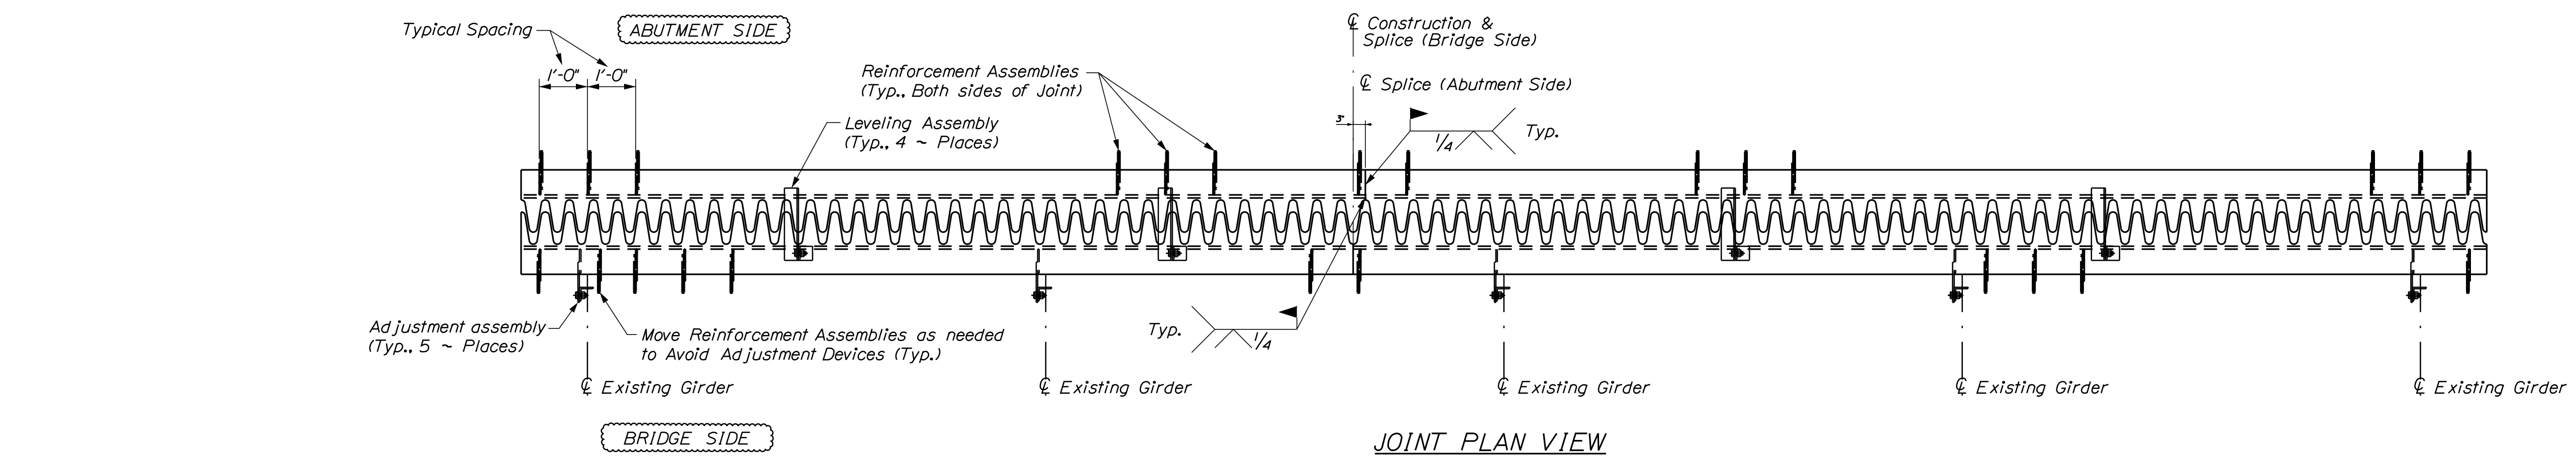 Typical Spacing
ABUTMENT SIDE
1'-0" 1'-0"
Reinforcement Assemblies
(Typ., Both sides of Joint)
Leveling Assembly
(Typ., 4 ~ Places)
℄ Construction &
Splice (Bridge Side)
℄ Splice (Abutment Side)
3"
1/4
Typ.
Adjustment assembly
(Typ., 5 ~ Places)
Move Reinforcement Assemblies as needed
to Avoid Adjustment Devices (Typ.)
Typ.
1/4
℄ Existing Girder
℄ Existing Girder
℄ Existing Girder
℄ Existing Girder
℄ Existing Girder
BRIDGE SIDE
JOINT PLAN VIEW